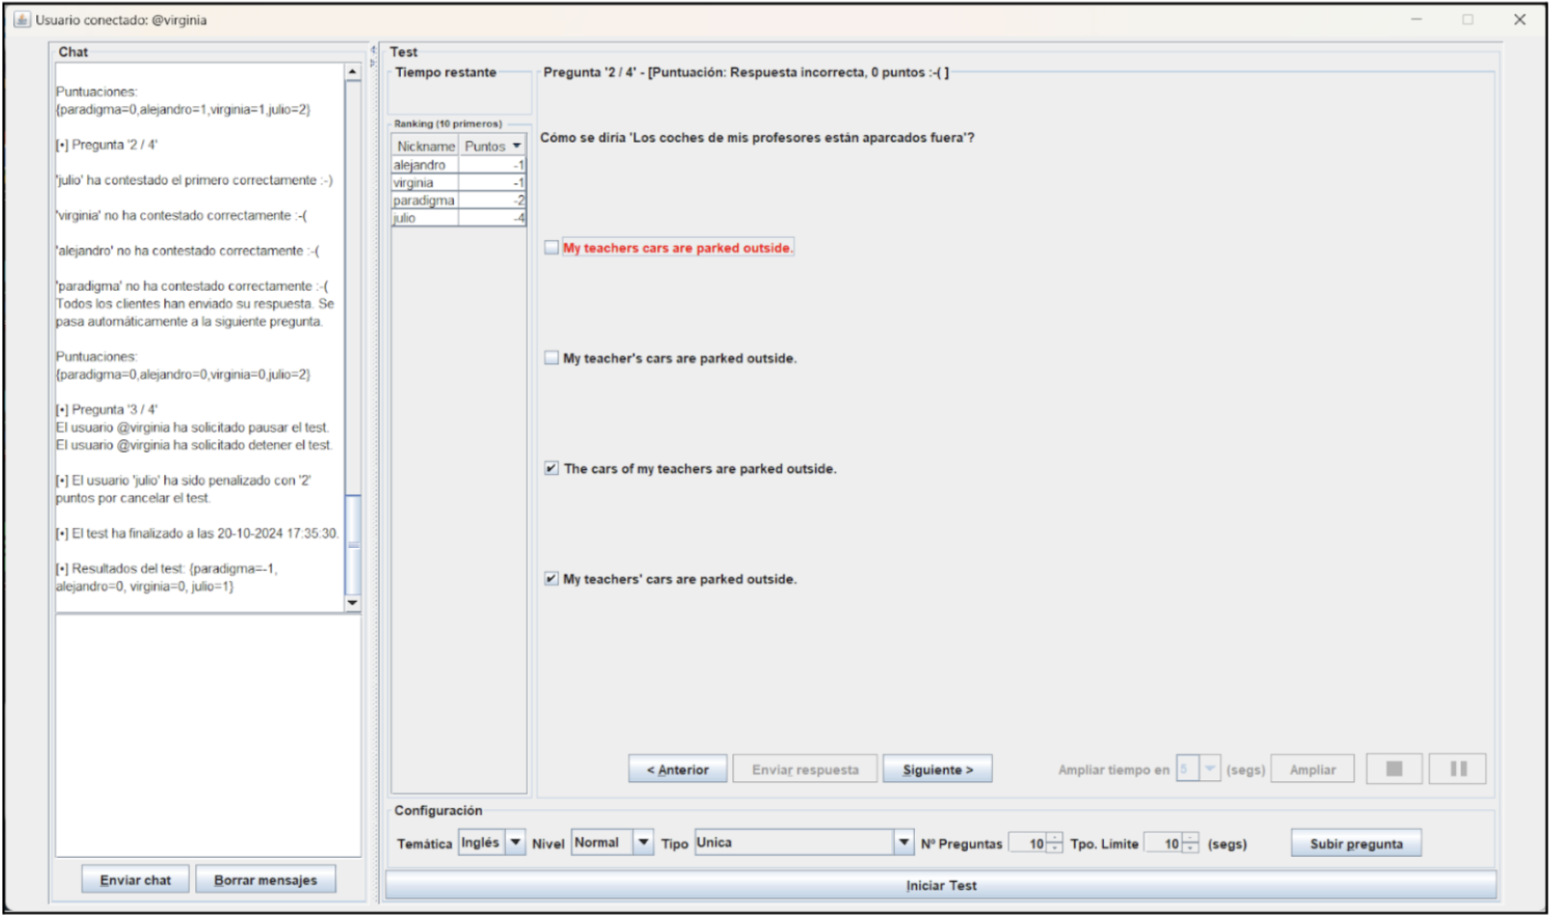 Usuario conectado: @virginia
Chat
Puntuaciones:
{paradigma=0,alejandro=1,virginia=1,julio=2}
[•] Pregunta '2 / 4'
'julio' ha contestado el primero correctamente :-)
'virginia' no ha contestado correctamente :-(
'alejandro' no ha contestado correctamente :-(
'paradigma' no ha contestado correctamente :-(
Todos los clientes han enviado su respuesta. Se
pasa automáticamente a la siguiente pregunta.
Puntuaciones:
{paradigma=0,alejandro=0,virginia=0,julio=2}
[•] Pregunta '3 / 4'
El usuario @virginia ha solicitado pausar el test.
El usuario @virginia ha solicitado detener el test.
[•] El usuario 'julio' ha sido penalizado con '2'
puntos por cancelar el test.
[•] El test ha finalizado a las 20-10-2024 17:35:30.
[•] Resultados del test: {paradigma=-1,
alejandro=0, virginia=0, julio=1}
Enviar chat
Borrar mensajes
Test
Tiempo restante
Ranking (10 primeros)
Nickname Puntos
alejandro -1
virginia -1
paradigma -2
julio -4
Pregunta '2 / 4' - [Puntuación: Respuesta incorrecta, 0 puntos :-( ]
Cómo se diría 'Los coches de mis profesores están aparcados fuera'?
My teachers cars are parked outside.
My teacher's cars are parked outside.
The cars of my teachers are parked outside.
My teachers' cars are parked outside.
< Anterior
Enviar respuesta
Siguiente >
Ampliar tiempo en 5 (segs)
Ampliar
Configuración
Temática Inglés Nivel Normal Tipo Unica Nº Preguntas 10 Tpo. Límite 10 (segs)
Subir pregunta
Iniciar Test